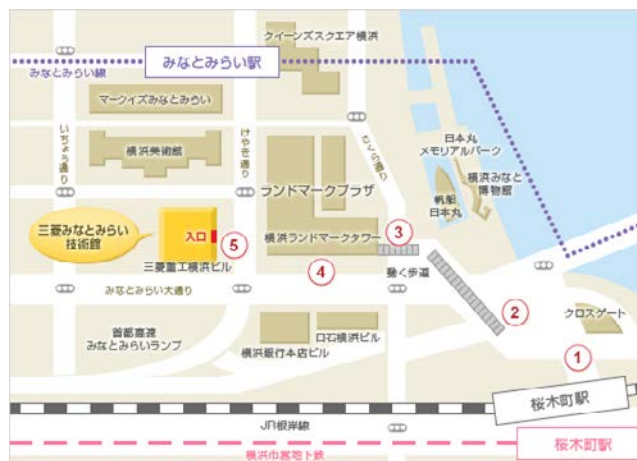 クイーンズスクエア横浜
みなとみらい駅
みなとみらい線
マークイズみなとみらい
いちょう通り
けやき通り
さくら通り
横浜美術館
日本丸
メモリアルパーク
横浜みなと
博物館
帆船
日本丸
ランドマークプラザ
三菱みなとみらい
技術館
入口
5
横浜ランドマークタワー
3
三菱重工横浜ビル
4
動く歩道
みなとみらい大通り
2
クロスゲート
首都高速
みなとみらいランプ
横浜銀行本店ビル
日石横浜ビル
1
桜木町駅
JR根岸線
桜木町駅
横浜市営地下鉄